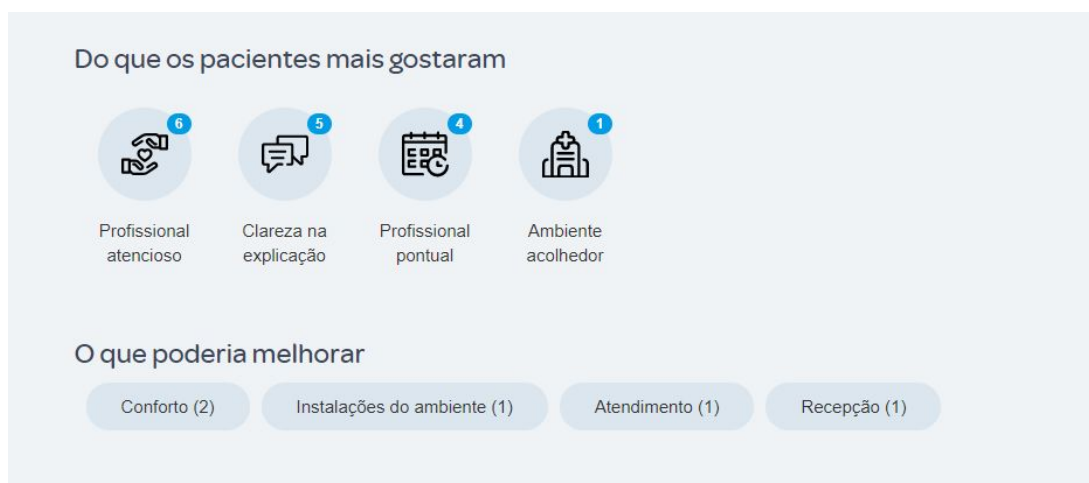 Do que os pacientes mais gostaram
6 5 4 1
Profissional Clareza na Profissional Ambiente
atencioso explicação pontual acolhedor
O que poderia melhorar
Conforto (2) Instalações do ambiente (1) Atendimento (1) Recepção (1)